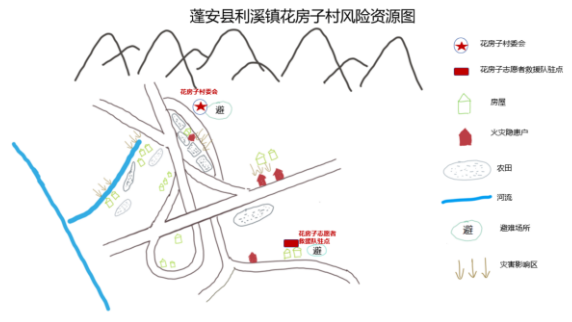 蓬安县利溪镇花房子村风险资源图
花房子村委会
避
花房子志愿者
救援队驻点
避
花房子村委会
花房子志愿者救援队驻点
房屋
火灾隐患户
农田
河流
避
避难场所
灾害影响区